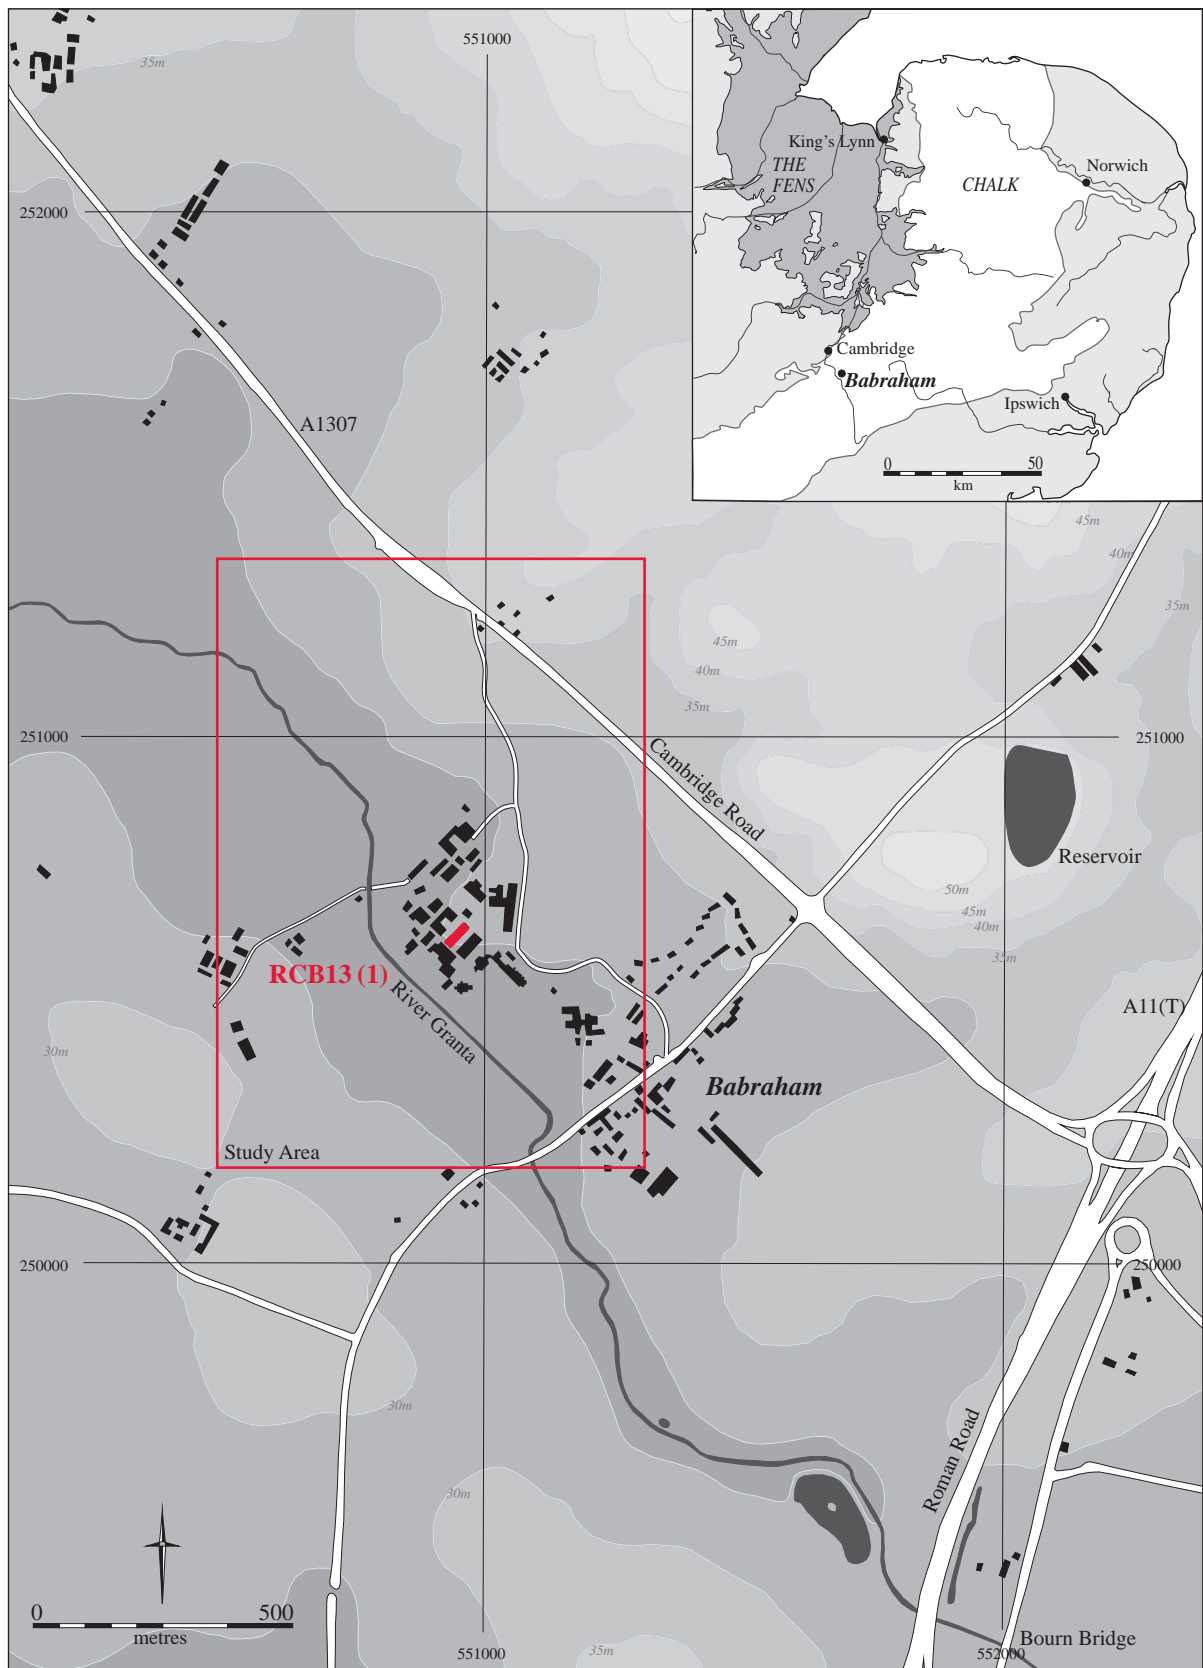 551000
35m
King's Lynn
THE
FENS
CHALK
Norwich
252000
Cambridge
Babraham
Ipswich
0
50
km
A1307
45m
40m
35m
45m
40m
35m
251000
251000
Cambridge Road
Reservoir
50m
45m
40m
35m
RCB13 (1)
River Granta
A11(T)
30m
Babraham
Study Area
250000
250000
30m
Roman Road
30m
0
500
metres
35m
551000
552000
Bourn Bridge